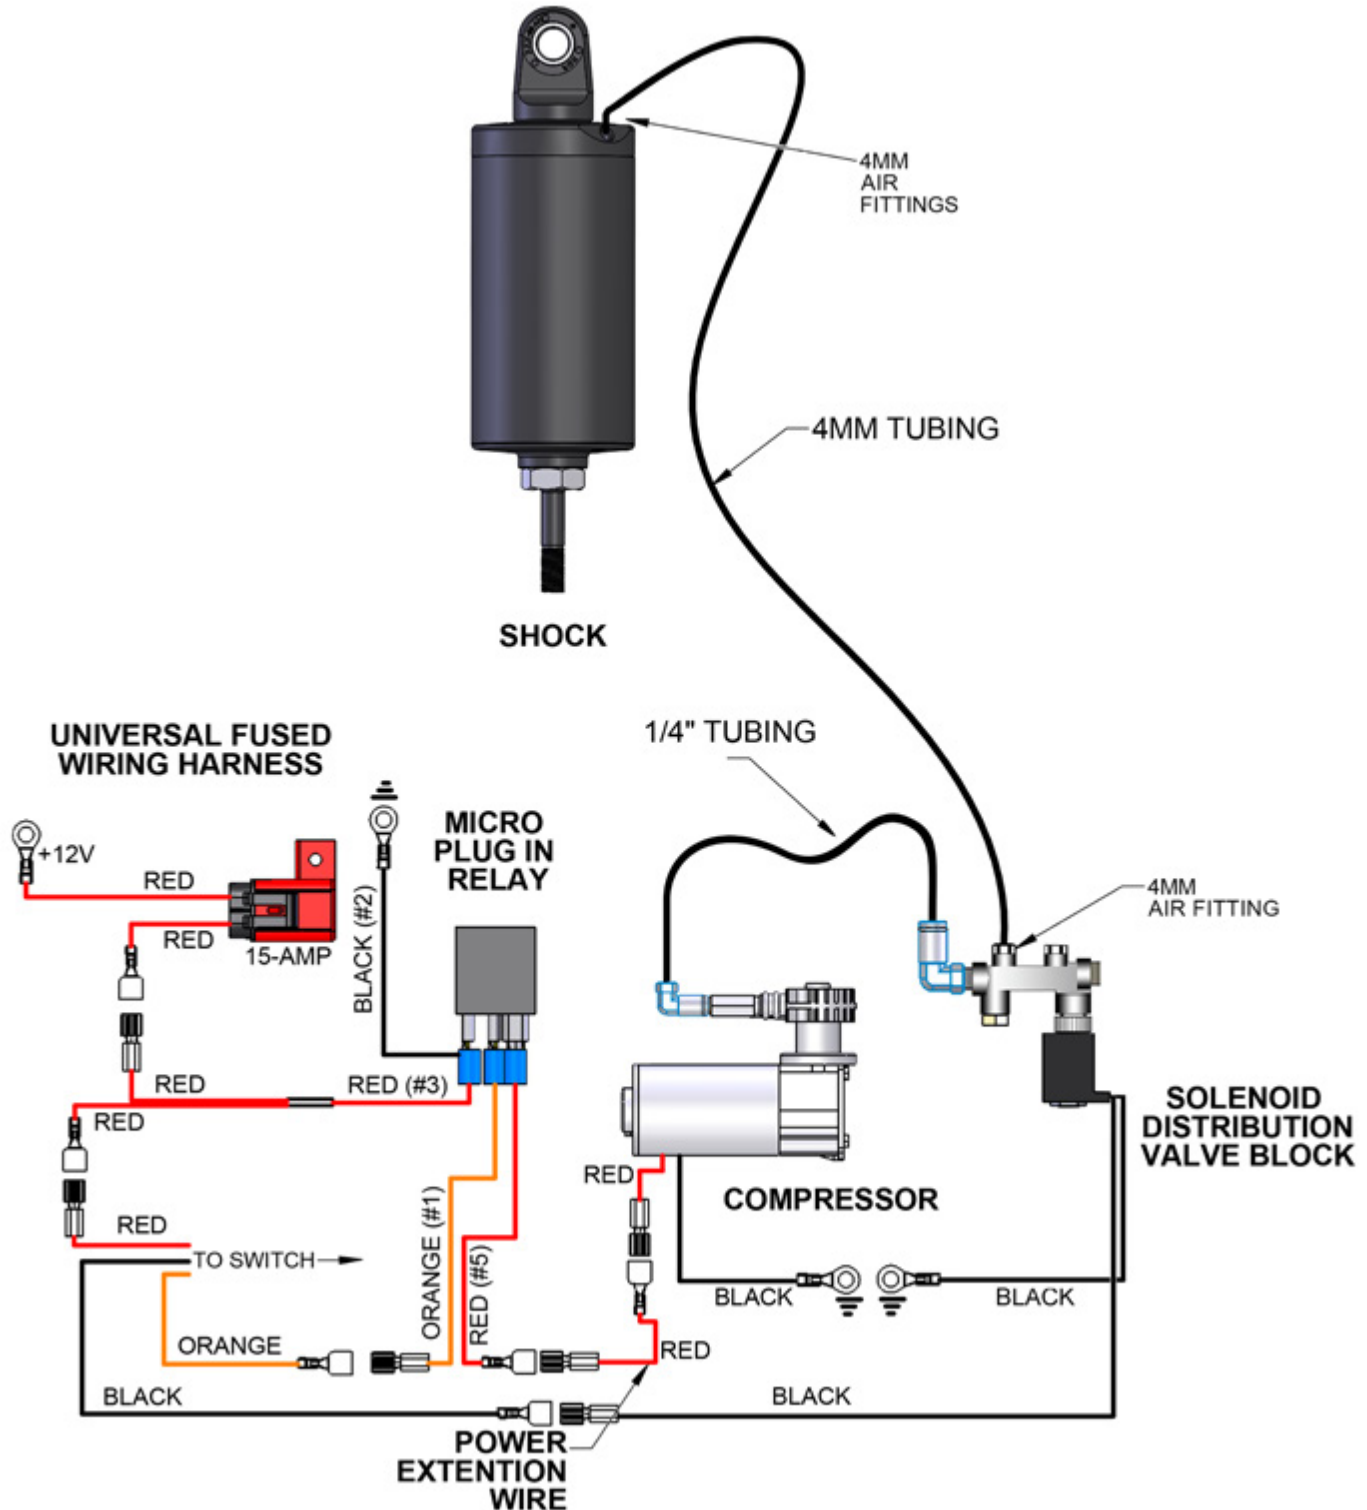 4MM
AIR
FITTINGS
4MM TUBING
SHOCK
1/4" TUBING
UNIVERSAL FUSED
WIRING HARNESS
+12V
RED
RED
15-AMP
BLACK (#2)
MICRO
PLUG IN
RELAY
4MM
AIR FITTING
RED
RED (#3)
RED
RED
TO SWITCH
ORANGE
BLACK
ORANGE (#1)
RED (#5)
RED
COMPRESSOR
SOLENOID
DISTRIBUTION
VALVE BLOCK
BLACK
BLACK
RED
BLACK
POWER
EXTENTION
WIRE